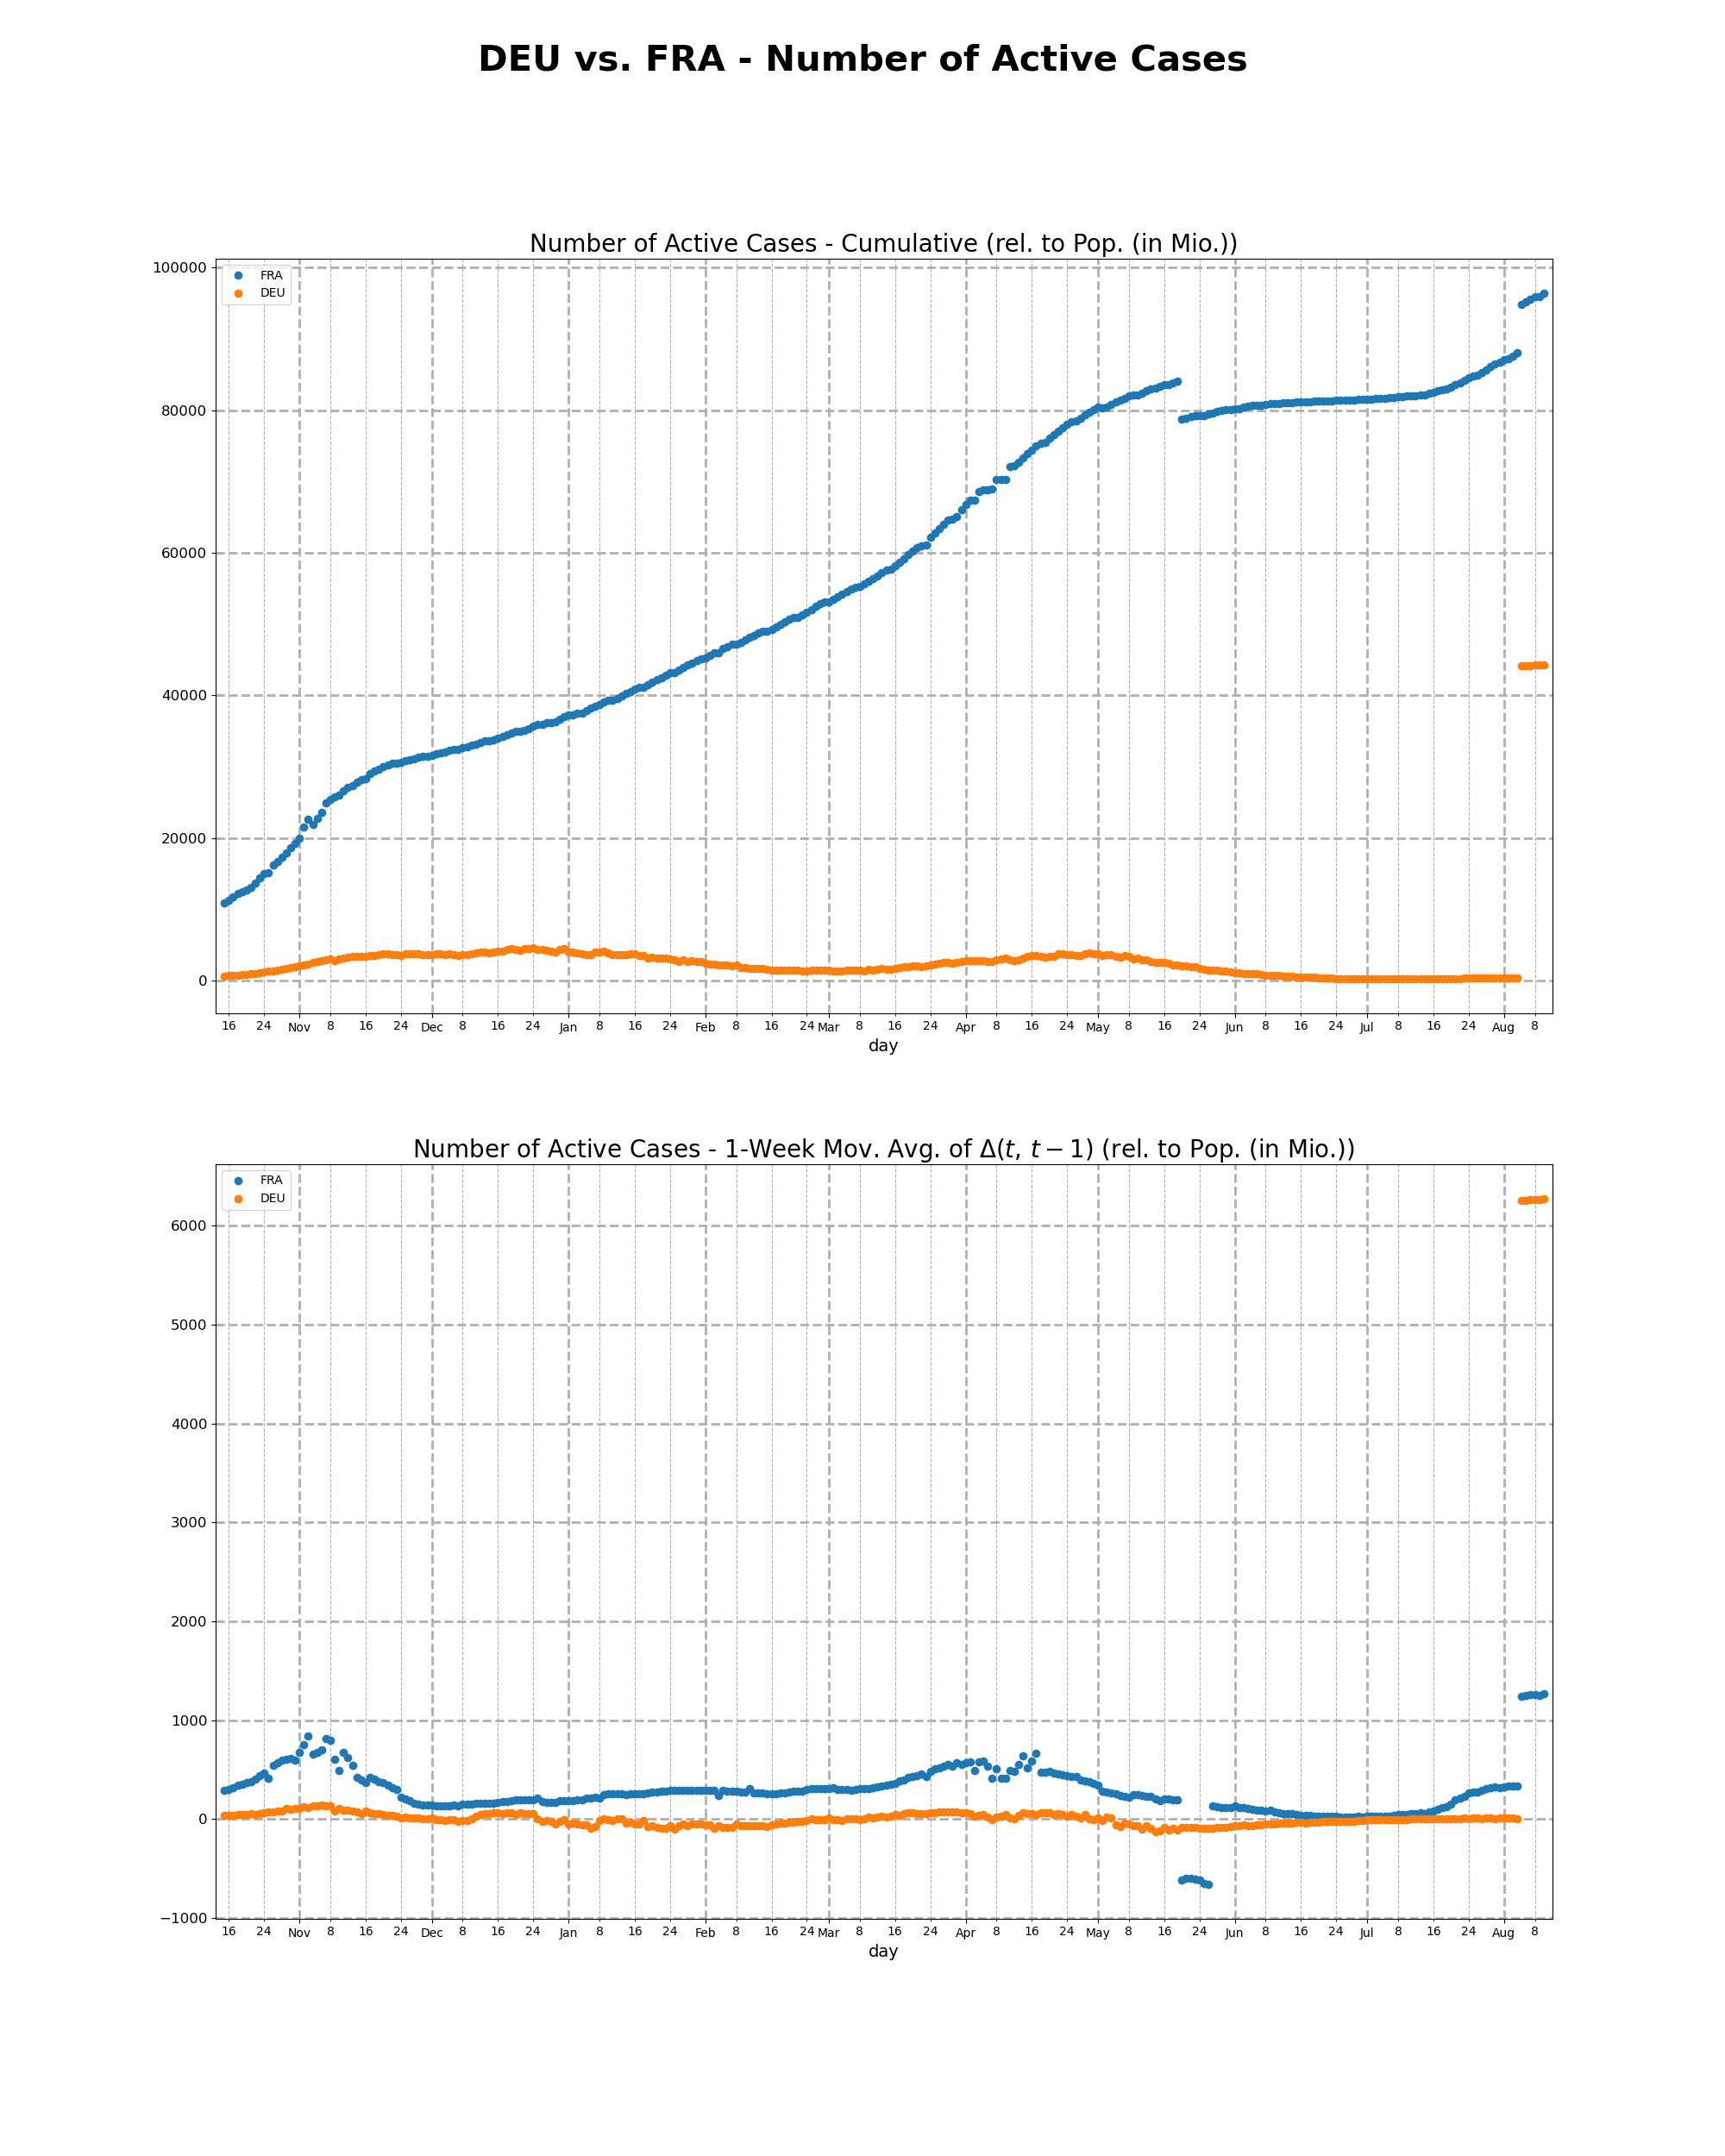 DEU vs. FRA - Number of Active Cases
Number of Active Cases - Cumulative (rel. to Pop. (in Mio.))
FRA
DEU
100000
80000
60000
40000
20000
0
16 24 Nov 8 16 24 Dec 8 16 24 Jan 8 16 24 Feb 8 16 24 Mar 8 16 24 Apr 8 16 24 May 8 16 24 Jun 8 16 24 Jul 8 16 24 Aug 8
day
Number of Active Cases - 1-Week Mov. Avg. of Δ(t, t − 1) (rel. to Pop. (in Mio.))
FRA
DEU
6000
5000
4000
3000
2000
1000
0
−1000
16 24 Nov 8 16 24 Dec 8 16 24 Jan 8 16 24 Feb 8 16 24 Mar 8 16 24 Apr 8 16 24 May 8 16 24 Jun 8 16 24 Jul 8 16 24 Aug 8
day